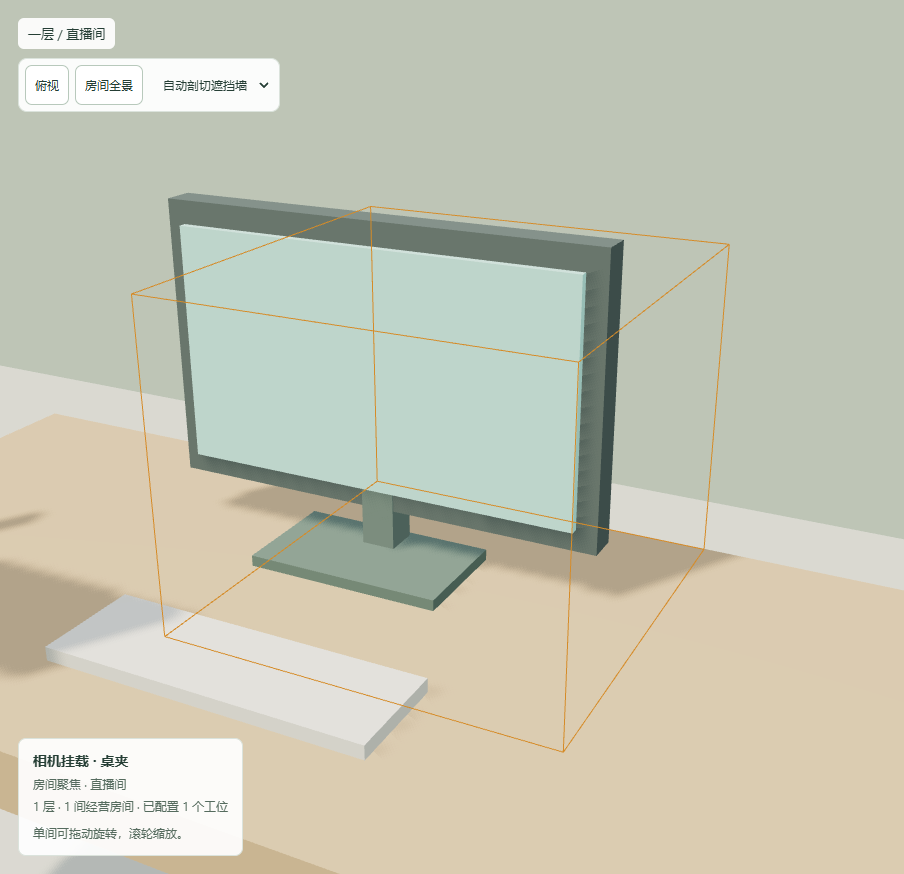 一层 / 直播间
俯视 房间全景 自动剖切遮挡墙
相机挂载 · 桌夹
房间聚焦 · 直播间
1 层 · 1 间经营房间 · 已配置 1 个工位
单间可拖动旋转，滚轮缩放。